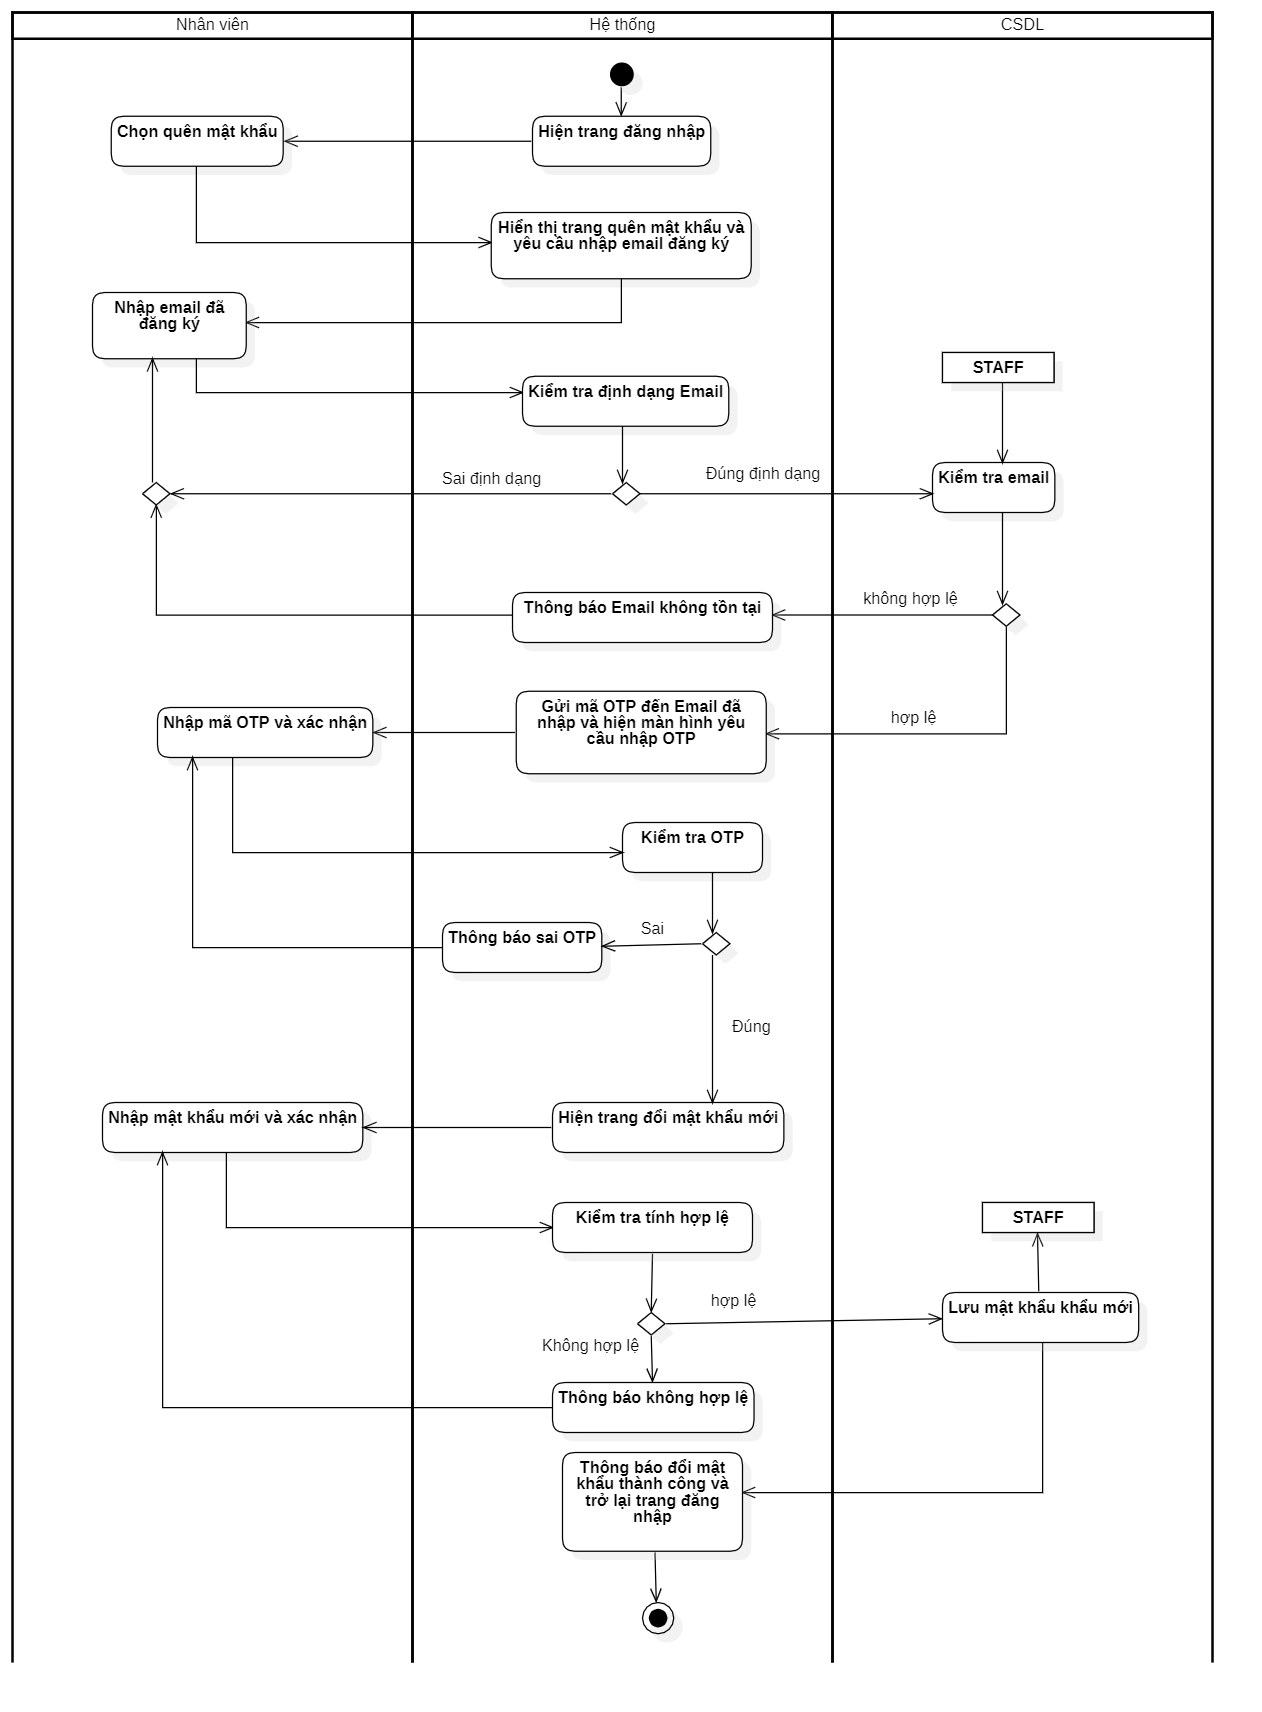 Nhân viên
Hệ thống
CSDL
Hiện trang đăng nhập
Chọn quên mật khẩu
Hiển thị trang quên mật khẩu và
yêu cầu nhập email đăng ký
Nhập email đã
đăng ký
Kiểm tra định dạng Email
STAFF
Sai định dạng
Đúng định dạng
Kiểm tra email
không hợp lệ
Thông báo Email không tồn tại
hợp lệ
Gửi mã OTP đến Email đã
nhập và hiện màn hình yêu
cầu nhập OTP
Nhập mã OTP và xác nhận
Kiểm tra OTP
Sai
Thông báo sai OTP
Đúng
Hiện trang đổi mật khẩu mới
Nhập mật khẩu mới và xác nhận
Kiểm tra tính hợp lệ
STAFF
hợp lệ
Lưu mật khẩu khẩu mới
Không hợp lệ
Thông báo không hợp lệ
Thông báo đổi mật
khẩu thành công và
trở lại trang đăng
nhập